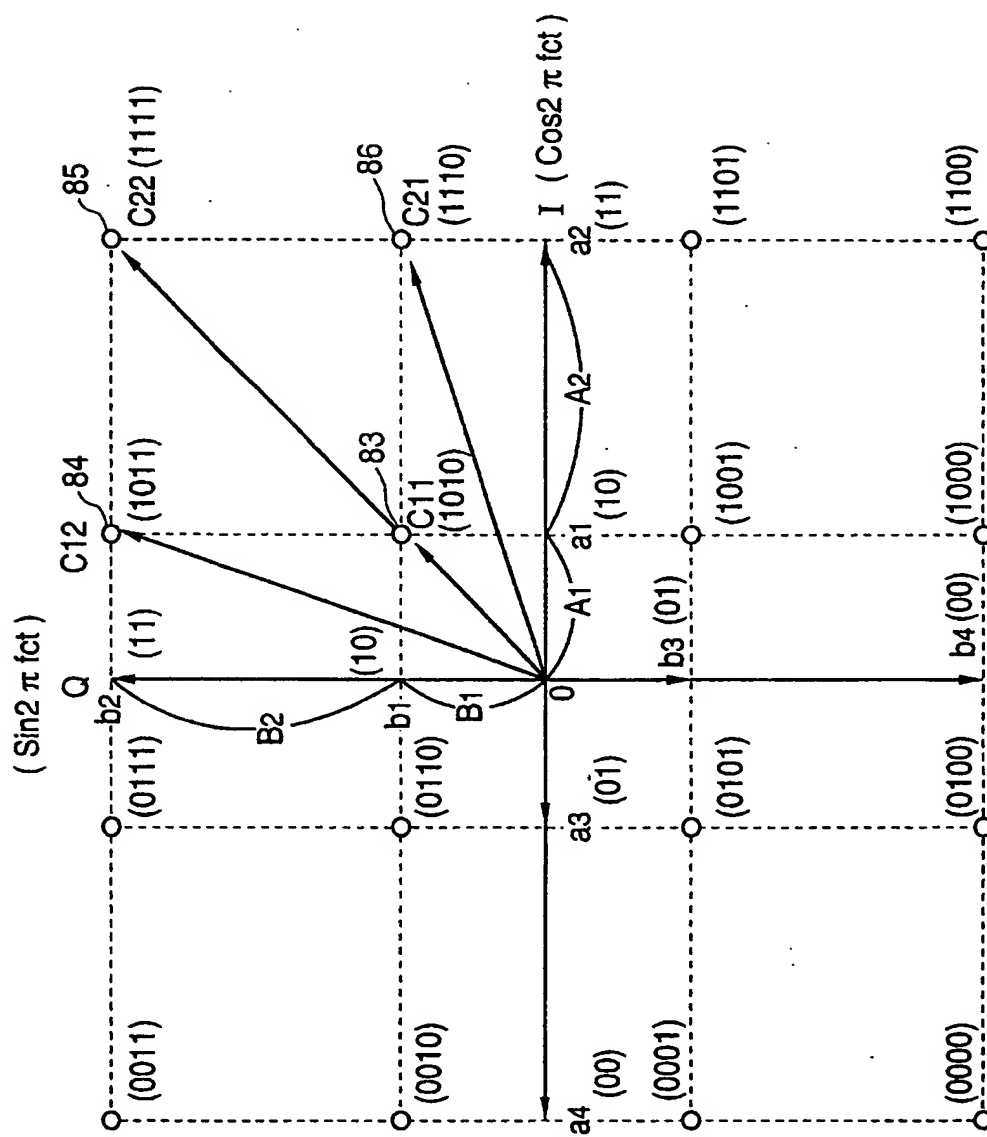 ( Sin2 π fct )
Q
C12
84
85
b2
(11)
(0011)
(0111)
(1011)
C22 (1111)
B2
83
86
(0010)
(0110)
b1
(10)
C11
(1010)
C21
(1110)
B1
0
A1
A2
I ( Cos2 π fct )
a4
(00)
a3
(01)
a1
(10)
a2
(11)
(0001)
(0101)
b3 (01)
(1001)
(1101)
(0000)
(0100)
b4 (00)
(1000)
(1100)